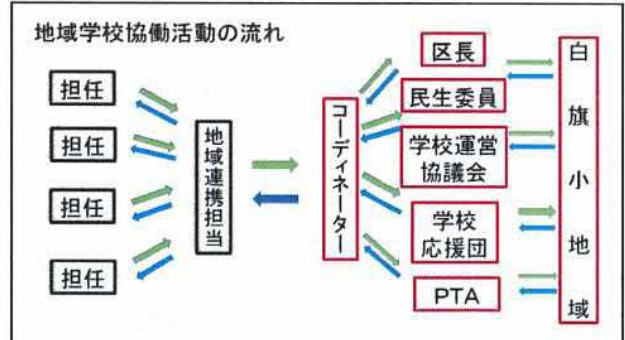 地域学校協働活動の流れ
担任
担任
担任
担任
地域連携担当
コーディネーター
区長
民生委員
学校運営
協議会
学校
応援団
PTA
白旗小地域